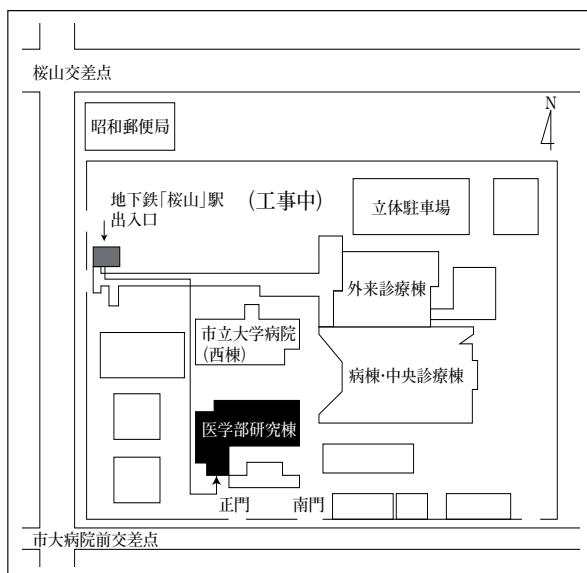 桜山交差点
昭和郵便局
N
地下鉄「桜山」駅
出入口
(工事中)
立体駐車場
外来診療棟
市立大学病院
(西棟)
病棟・中央診療棟
医学部研究棟
正門
南門
市大病院前交差点